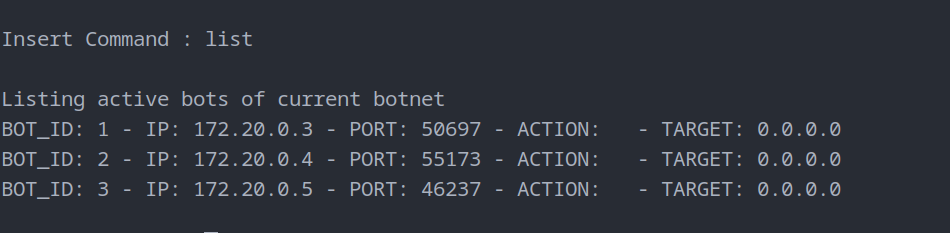 Insert Command : list
Listing active bots of current botnet
BOT_ID: 1 - IP: 172.20.0.3 - PORT: 50697 - ACTION:   - TARGET: 0.0.0.0
BOT_ID: 2 - IP: 172.20.0.4 - PORT: 55173 - ACTION:   - TARGET: 0.0.0.0
BOT_ID: 3 - IP: 172.20.0.5 - PORT: 46237 - ACTION:   - TARGET: 0.0.0.0